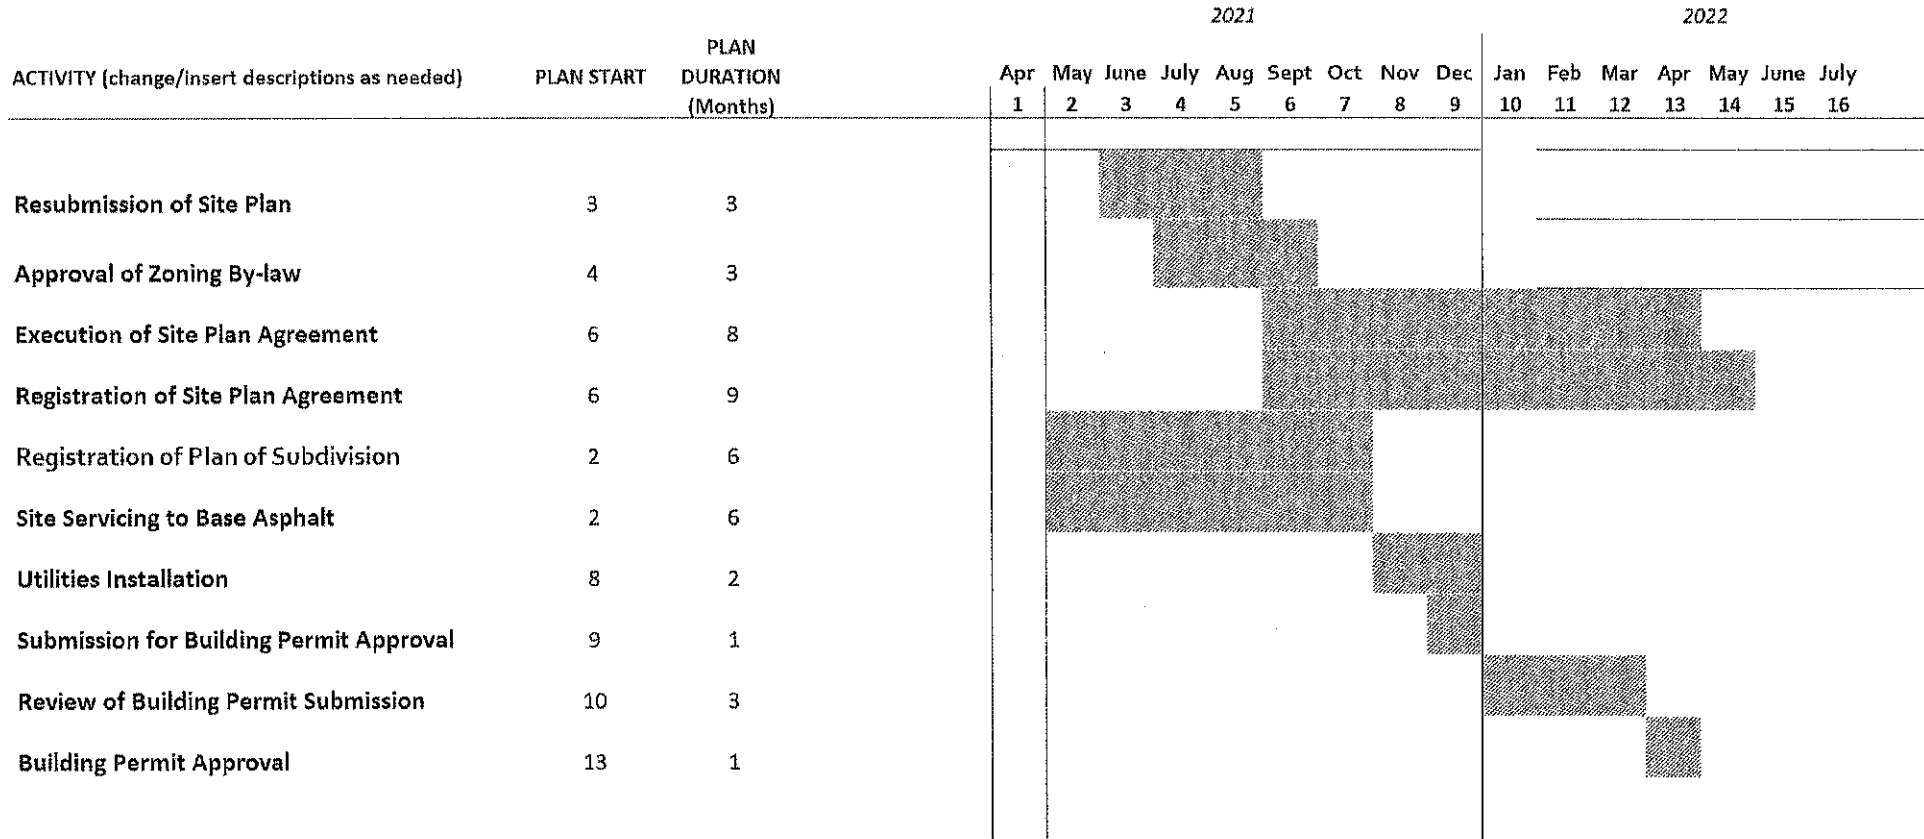 2021 2022
PLAN
ACTIVITY (change/insert descriptions as needed) PLAN START DURATION Apr May June July Aug Sept Oct Nov Dec Jan Feb Mar Apr May June July
(Months) 1 2 3 4 5 6 7 8 9 10 11 12 13 14 15 16
Resubmission of Site Plan 3 3
Approval of Zoning By-law 4 3
Execution of Site Plan Agreement 6 8
Registration of Site Plan Agreement 6 9
Registration of Plan of Subdivision 2 6
Site Servicing to Base Asphalt 2 6
Utilities Installation 8 2
Submission for Building Permit Approval 9 1
Review of Building Permit Submission 10 3
Building Permit Approval 13 1